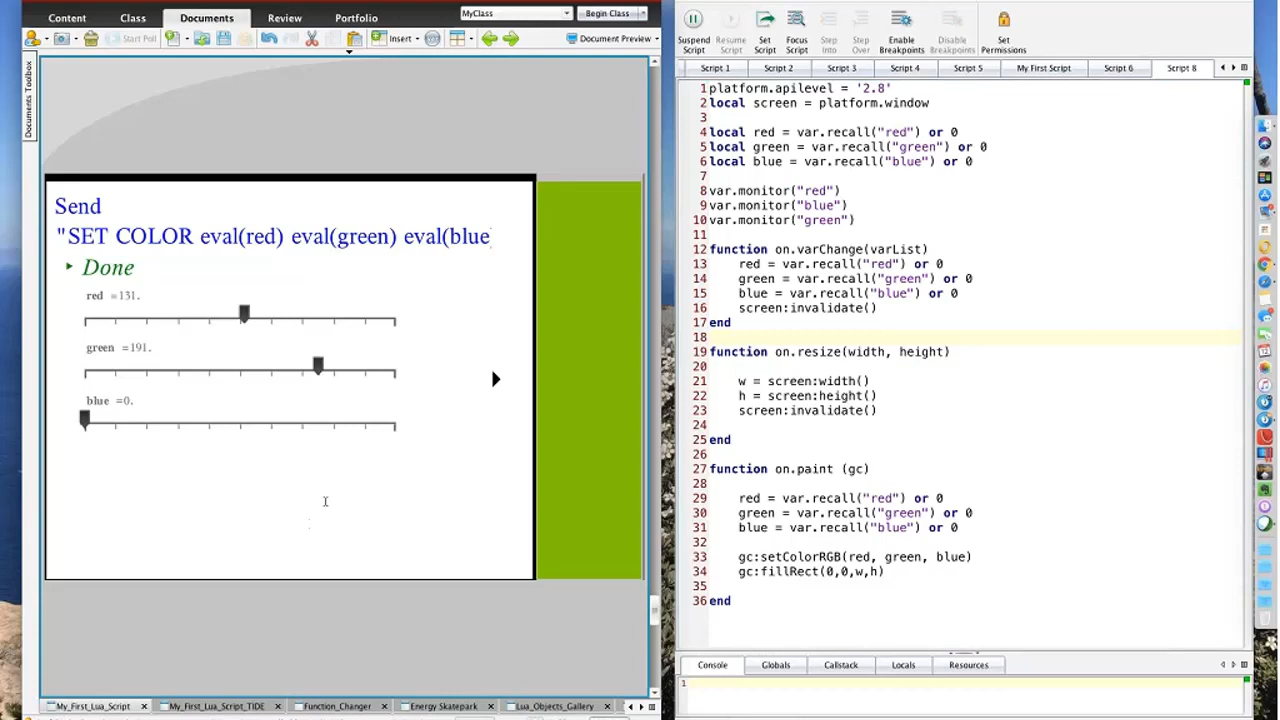 Content Class Documents Review Portfolio
MyClass Begin Class
Start Poll Insert Document Preview
Documents Toolbox
Send
"SET COLOR eval(red) eval(green) eval(blue
Done
red =131.
green =191.
blue =0.
My_First_Lua_Script My_First_Lua_Script_TIDE Function_Changer Energy Skatepark Lua_Objects_Gallery
Suspend Script Resume Script Set Script Focus Script Step Into Step Over Enable Breakpoints Disable Breakpoints Set Permissions
Script 1 Script 2 Script 3 Script 4 Script 5 My First Script Script 6 Script 8
1 platform.apilevel = '2.8'
2 local screen = platform.window
3
4 local red = var.recall("red") or 0
5 local green = var.recall("green") or 0
6 local blue = var.recall("blue") or 0
7
8 var.monitor("red")
9 var.monitor("blue")
10 var.monitor("green")
11
12 function on.varChange(varList)
13 red = var.recall("red") or 0
14 green = var.recall("green") or 0
15 blue = var.recall("blue") or 0
16 screen:invalidate()
17 end
18
19 function on.resize(width, height)
20
21 w = screen:width()
22 h = screen:height()
23 screen:invalidate()
24
25 end
26
27 function on.paint (gc)
28
29 red = var.recall("red") or 0
30 green = var.recall("green") or 0
31 blue = var.recall("blue") or 0
32
33 gc:setColorRGB(red, green, blue)
34 gc:fillRect(0,0,w,h)
35
36 end
Console Globals Callstack Locals Resources
1